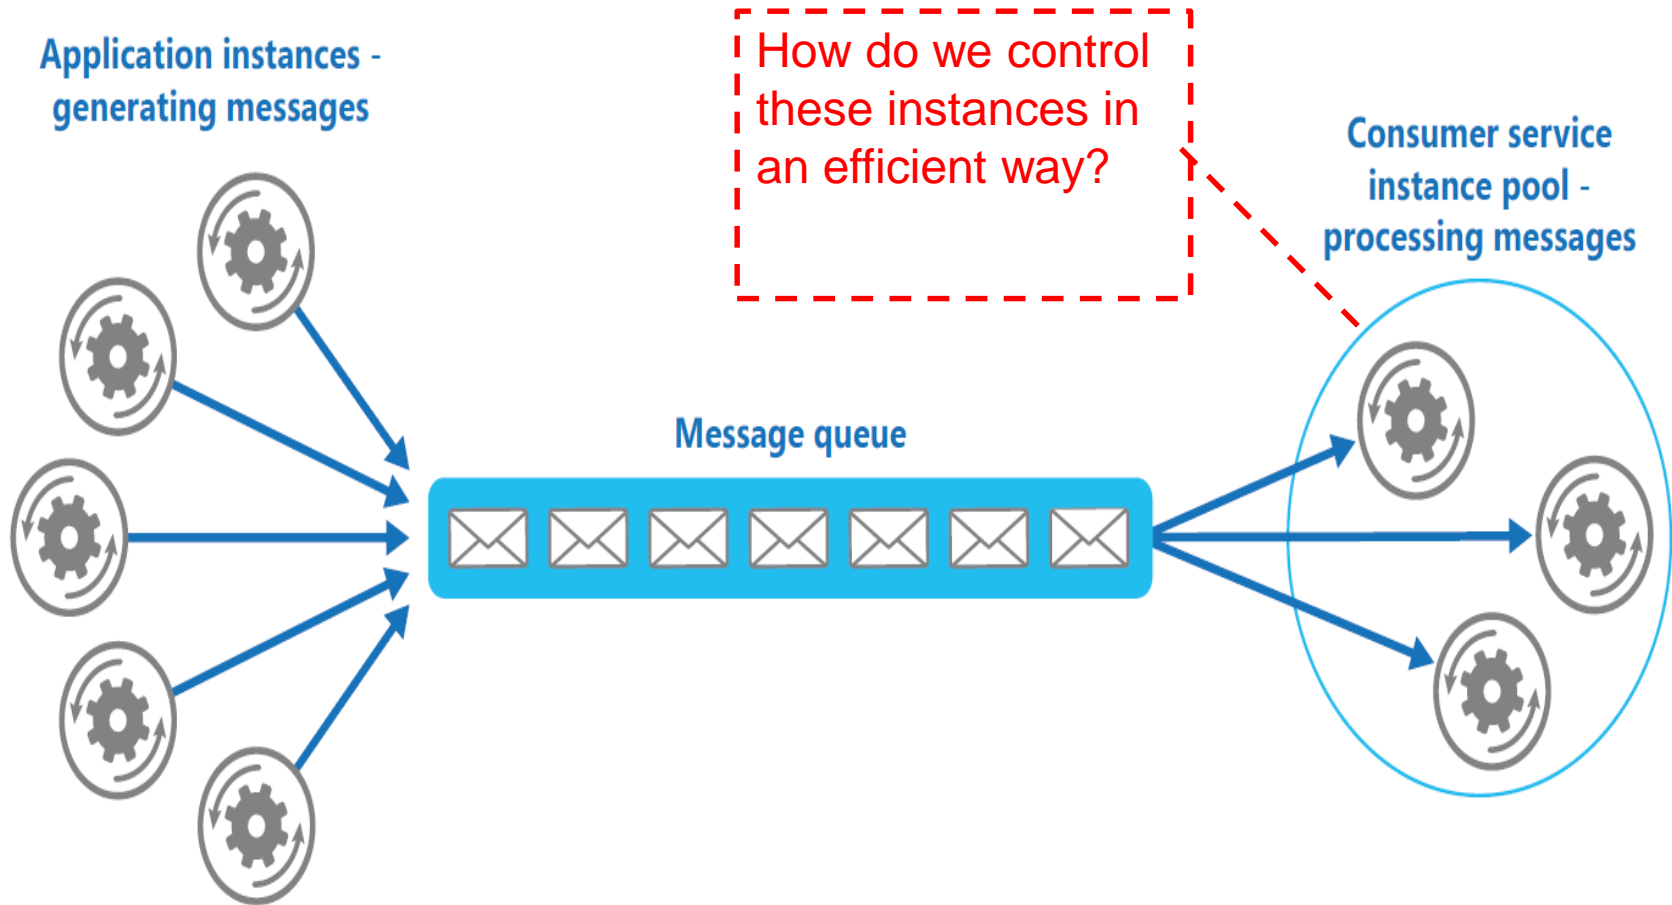 Application instances -
generating messages
How do we control
these instances in
an efficient way?
Consumer service
instance pool -
processing messages
Message queue